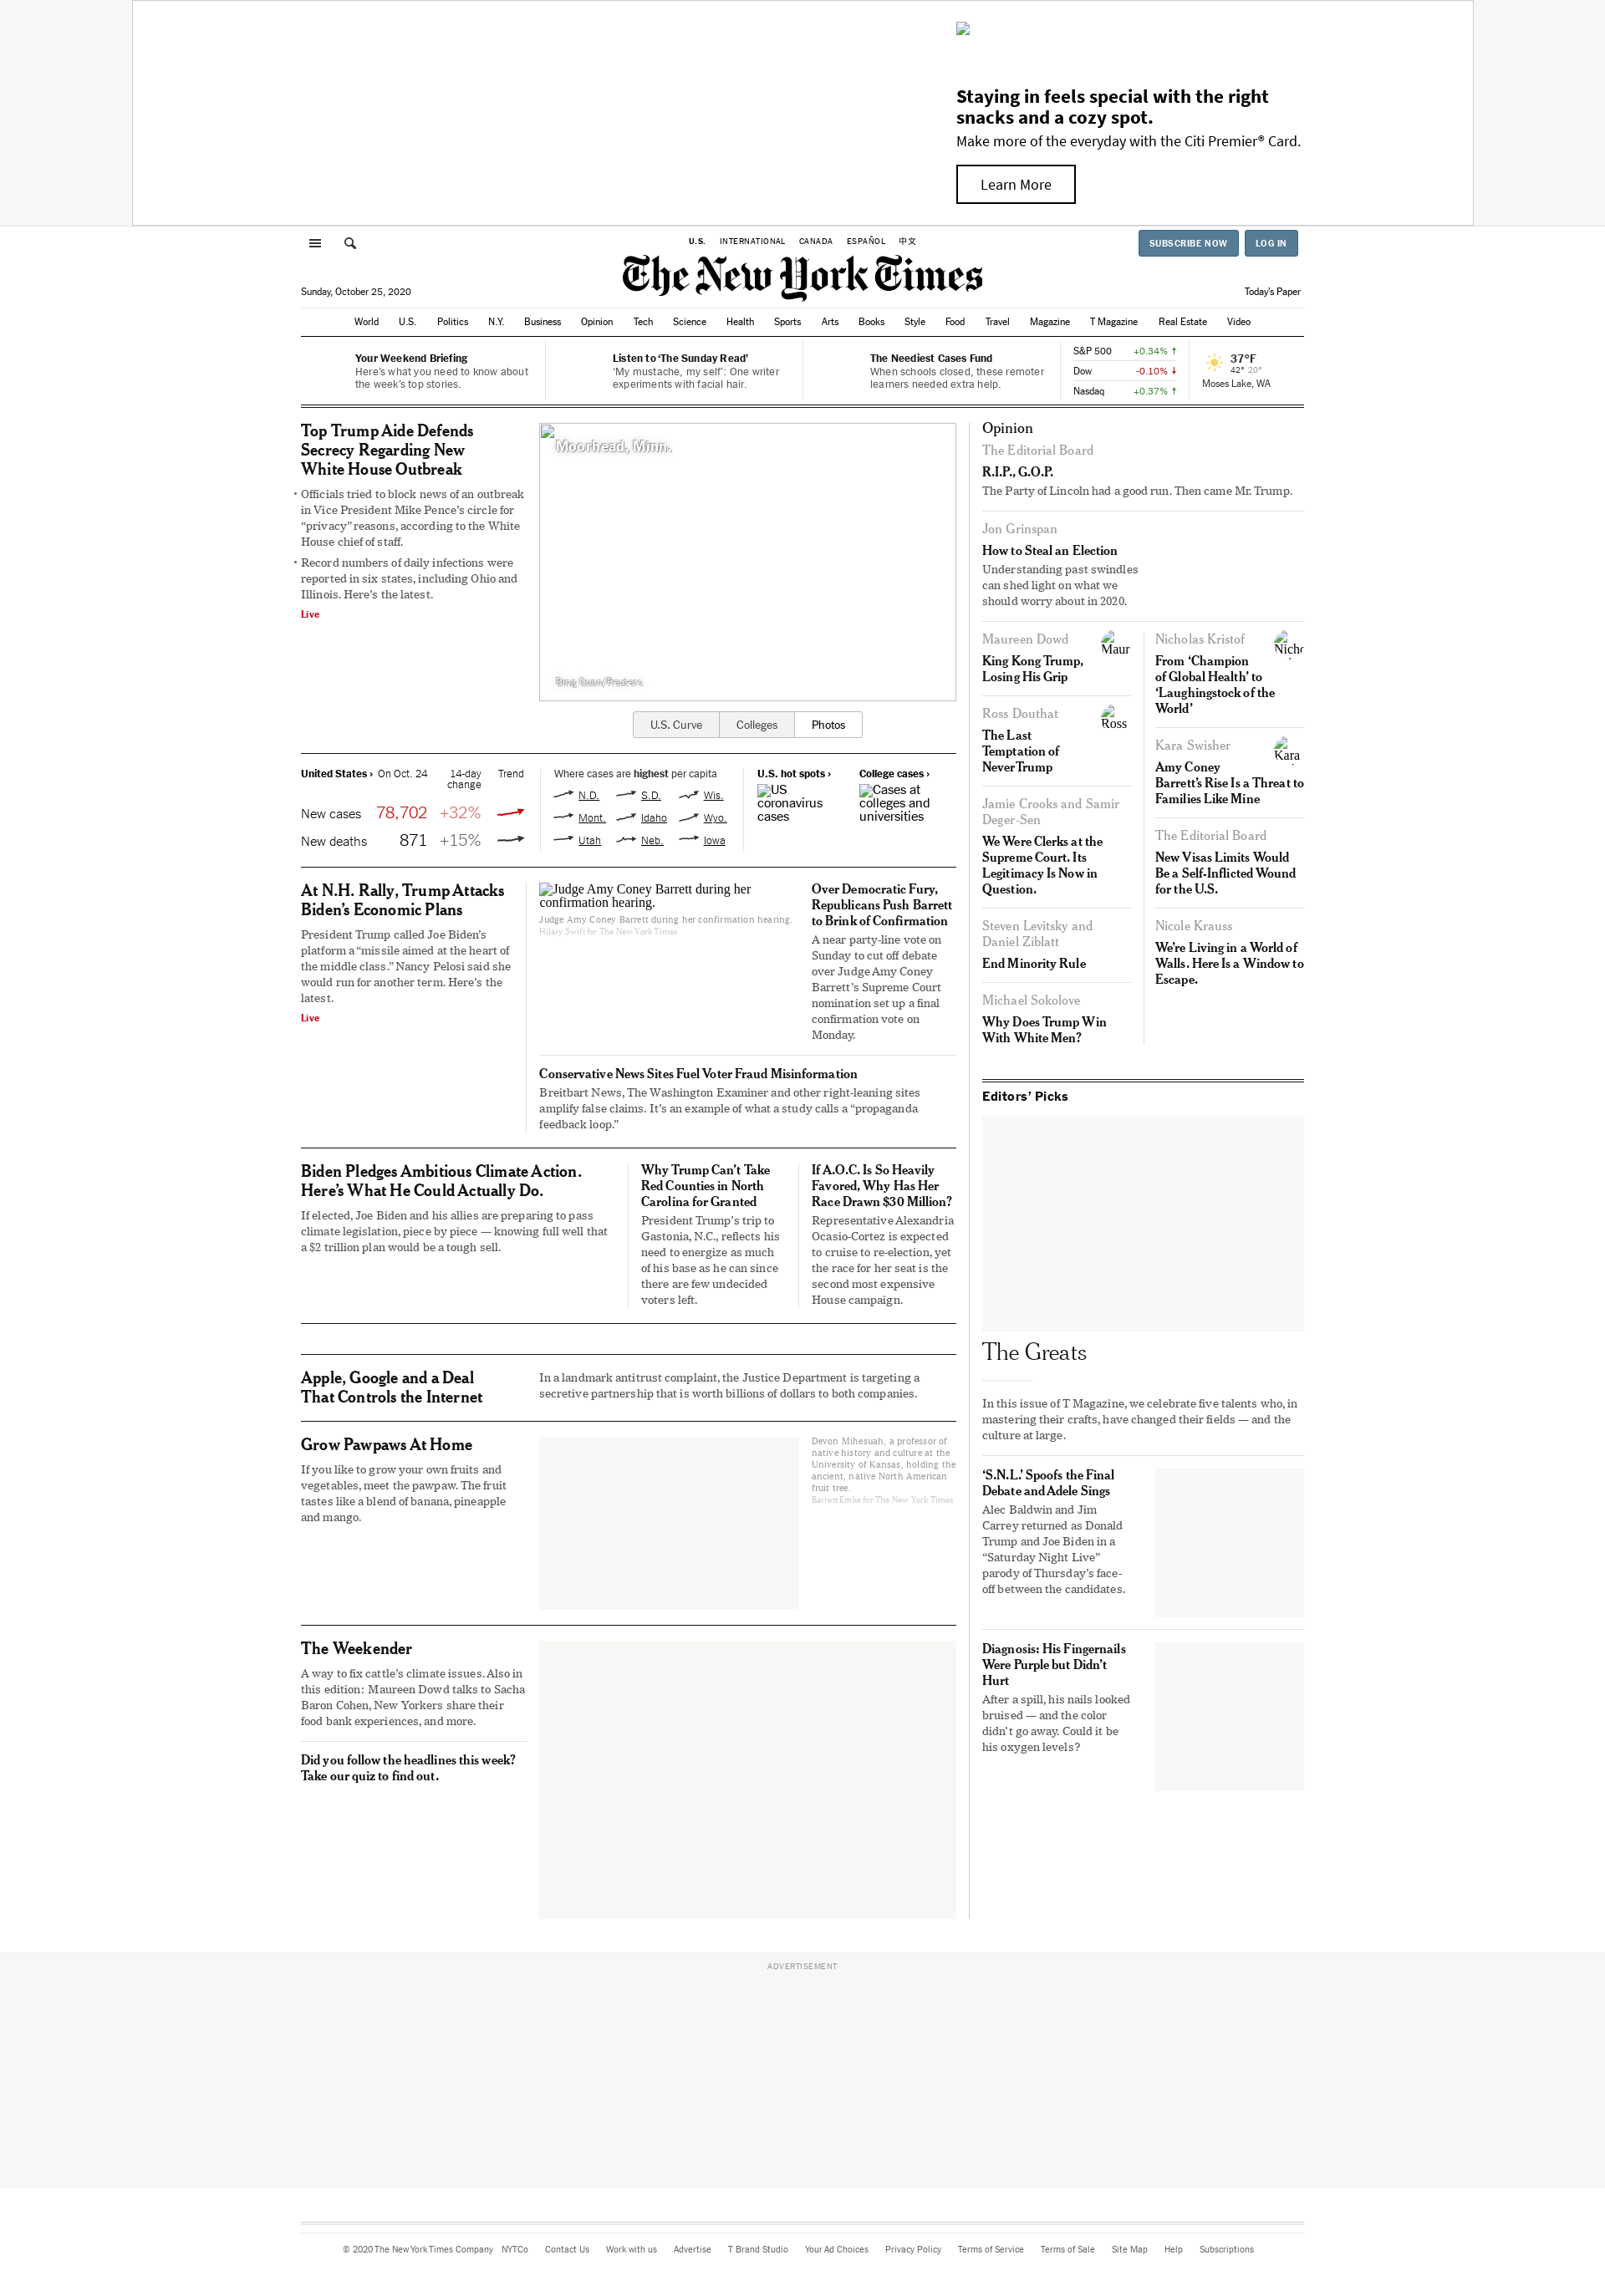 Staying in feels special with the right
snacks and a cozy spot.
Make more of the everyday with the Citi Premier® Card.
Learn More
U.S. INTERNATIONAL CANADA ESPAÑOL 中文
SUBSCRIBE NOW LOG IN
The New York Times
Sunday, October 25, 2020
Today's Paper
World U.S. Politics N.Y. Business Opinion Tech Science Health Sports Arts Books Style Food Travel Magazine T Magazine Real Estate Video
Your Weekend Briefing
Here's what you need to know about
the week's top stories.
Listen to 'The Sunday Read'
'My mustache, my self': One writer
experiments with facial hair.
The Neediest Cases Fund
When schools closed, these remoter
learners needed extra help.
S&P 500 +0.34% ↑
Dow -0.10% ↓
Nasdaq +0.37% ↑
37°F
42° 20°
Moses Lake, WA
Top Trump Aide Defends
Secrecy Regarding New
White House Outbreak
• Officials tried to block news of an outbreak
in Vice President Mike Pence's circle for
“privacy” reasons, according to the White
House chief of staff.
• Record numbers of daily infections were
reported in six states, including Ohio and
Illinois. Here's the latest.
Live
Moorhead, Minn.
Bing Guan/Reuters
U.S. Curve Colleges Photos
United States › On Oct. 24 14-day
change Trend
New cases 78,702 +32%
New deaths 871 +15%
Where cases are highest per capita
N.D. S.D. Wis.
Mont. Idaho Wyo.
Utah Neb. Iowa
U.S. hot spots ›
US
coronavirus
cases
College cases ›
Cases at
colleges and
universities
At N.H. Rally, Trump Attacks
Biden's Economic Plans
President Trump called Joe Biden's
platform a “missile aimed at the heart of
the middle class.” Nancy Pelosi said she
would run for another term. Here's the
latest.
Live
Judge Amy Coney Barrett during her
confirmation hearing.
Judge Amy Coney Barrett during her confirmation hearing.
Hilary Swift for The New York Times
Over Democratic Fury,
Republicans Push Barrett
to Brink of Confirmation
A near party-line vote on
Sunday to cut off debate
over Judge Amy Coney
Barrett's Supreme Court
nomination set up a final
confirmation vote on
Monday.
Conservative News Sites Fuel Voter Fraud Misinformation
Breitbart News, The Washington Examiner and other right-leaning sites
amplify false claims. It's an example of what a study calls a “propaganda
feedback loop.”
Biden Pledges Ambitious Climate Action.
Here's What He Could Actually Do.
If elected, Joe Biden and his allies are preparing to pass
climate legislation, piece by piece — knowing full well that
a $2 trillion plan would be a tough sell.
Why Trump Can't Take
Red Counties in North
Carolina for Granted
President Trump's trip to
Gastonia, N.C., reflects his
need to energize as much
of his base as he can since
there are few undecided
voters left.
If A.O.C. Is So Heavily
Favored, Why Has Her
Race Drawn $30 Million?
Representative Alexandria
Ocasio-Cortez is expected
to cruise to re-election, yet
the race for her seat is the
second most expensive
House campaign.
Apple, Google and a Deal
That Controls the Internet
In a landmark antitrust complaint, the Justice Department is targeting a
secretive partnership that is worth billions of dollars to both companies.
Grow Pawpaws At Home
If you like to grow your own fruits and
vegetables, meet the pawpaw. The fruit
tastes like a blend of banana, pineapple
and mango.
Devon Mihesuah, a professor of
native history and culture at the
University of Kansas, holding the
ancient, native North American
fruit tree.
Barrett Emke for The New York Times
The Weekender
A way to fix cattle's climate issues. Also in
this edition: Maureen Dowd talks to Sacha
Baron Cohen, New Yorkers share their
food bank experiences, and more.
Did you follow the headlines this week?
Take our quiz to find out.
Opinion
The Editorial Board
R.I.P., G.O.P.
The Party of Lincoln had a good run. Then came Mr. Trump.
Jon Grinspan
How to Steal an Election
Understanding past swindles
can shed light on what we
should worry about in 2020.
Maureen Dowd
Maur
King Kong Trump,
Losing His Grip
Ross Douthat
Ross
The Last
Temptation of
NeverTrump
Jamie Crooks and Samir
Deger-Sen
We Were Clerks at the
Supreme Court. Its
Legitimacy Is Now in
Question.
Steven Levitsky and
Daniel Ziblatt
End Minority Rule
Michael Sokolove
Why Does Trump Win
With White Men?
Nicholas Kristof
Nicho
From ‘Champion
of Global Health’ to
‘Laughingstock of the
World’
Kara Swisher
Kara
Amy Coney
Barrett's Rise Is a Threat to
Families Like Mine
The Editorial Board
New Visas Limits Would
Be a Self-Inflicted Wound
for the U.S.
Nicole Krauss
We're Living in a World of
Walls. Here Is a Window to
Escape.
Editors' Picks
The Greats
In this issue of T Magazine, we celebrate five talents who, in
mastering their crafts, have changed their fields — and the
culture at large.
‘S.N.L.’ Spoofs the Final
Debate and Adele Sings
Alec Baldwin and Jim
Carrey returned as Donald
Trump and Joe Biden in a
“Saturday Night Live”
parody of Thursday's face-
off between the candidates.
Diagnosis: His Fingernails
Were Purple but Didn't
Hurt
After a spill, his nails looked
bruised — and the color
didn't go away. Could it be
his oxygen levels?
ADVERTISEMENT
© 2020 The New York Times Company NYTCo Contact Us Work with us Advertise T Brand Studio Your Ad Choices Privacy Policy Terms of Service Terms of Sale Site Map Help Subscriptions